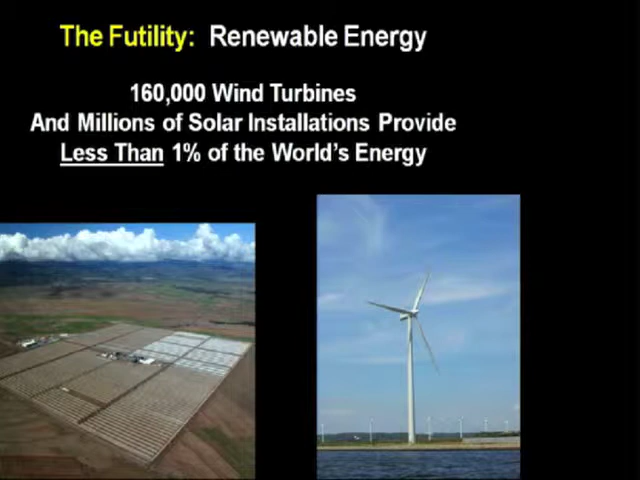 The Futility: Renewable Energy
160,000 Wind Turbines
And Millions of Solar Installations Provide
Less Than 1% of the World's Energy